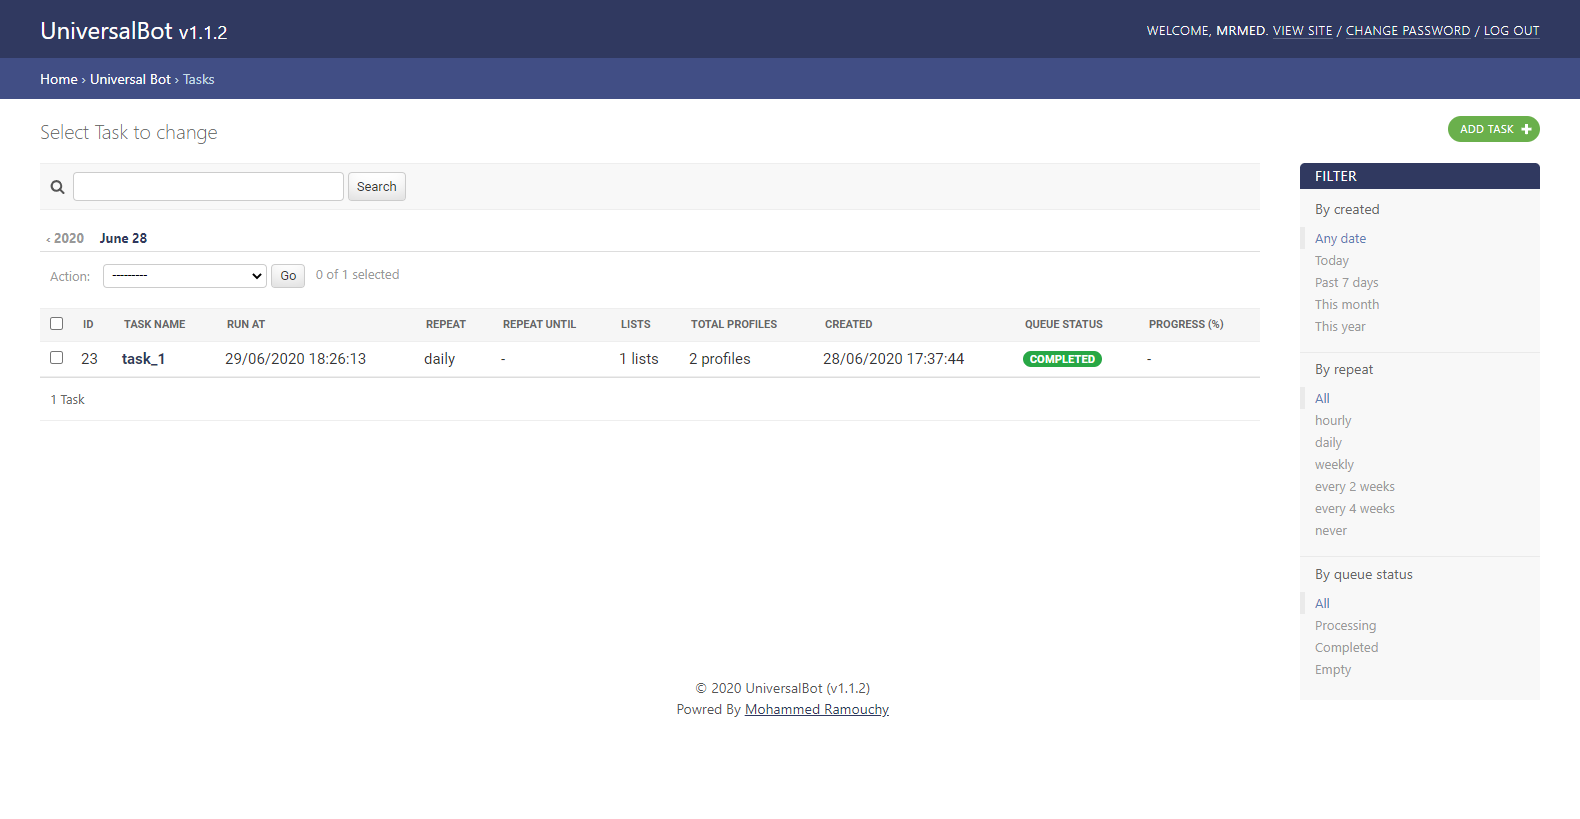 UniversalBot v1.1.2
WELCOME, MRMED. VIEW SITE / CHANGE PASSWORD / LOG OUT
Home › Universal Bot › Tasks
Select Task to change
ADD TASK +
Search
‹ 2020 June 28
Action: --------- Go 0 of 1 selected
ID TASK NAME RUN AT REPEAT REPEAT UNTIL LISTS TOTAL PROFILES CREATED QUEUE STATUS PROGRESS (%)
23 task_1 29/06/2020 18:26:13 daily - 1 lists 2 profiles 28/06/2020 17:37:44 COMPLETED -
1 Task
FILTER
By created
Any date
Today
Past 7 days
This month
This year
By repeat
All
hourly
daily
weekly
every 2 weeks
every 4 weeks
never
By queue status
All
Processing
Completed
Empty
© 2020 UniversalBot (v1.1.2)
Powred By Mohammed Ramouchy